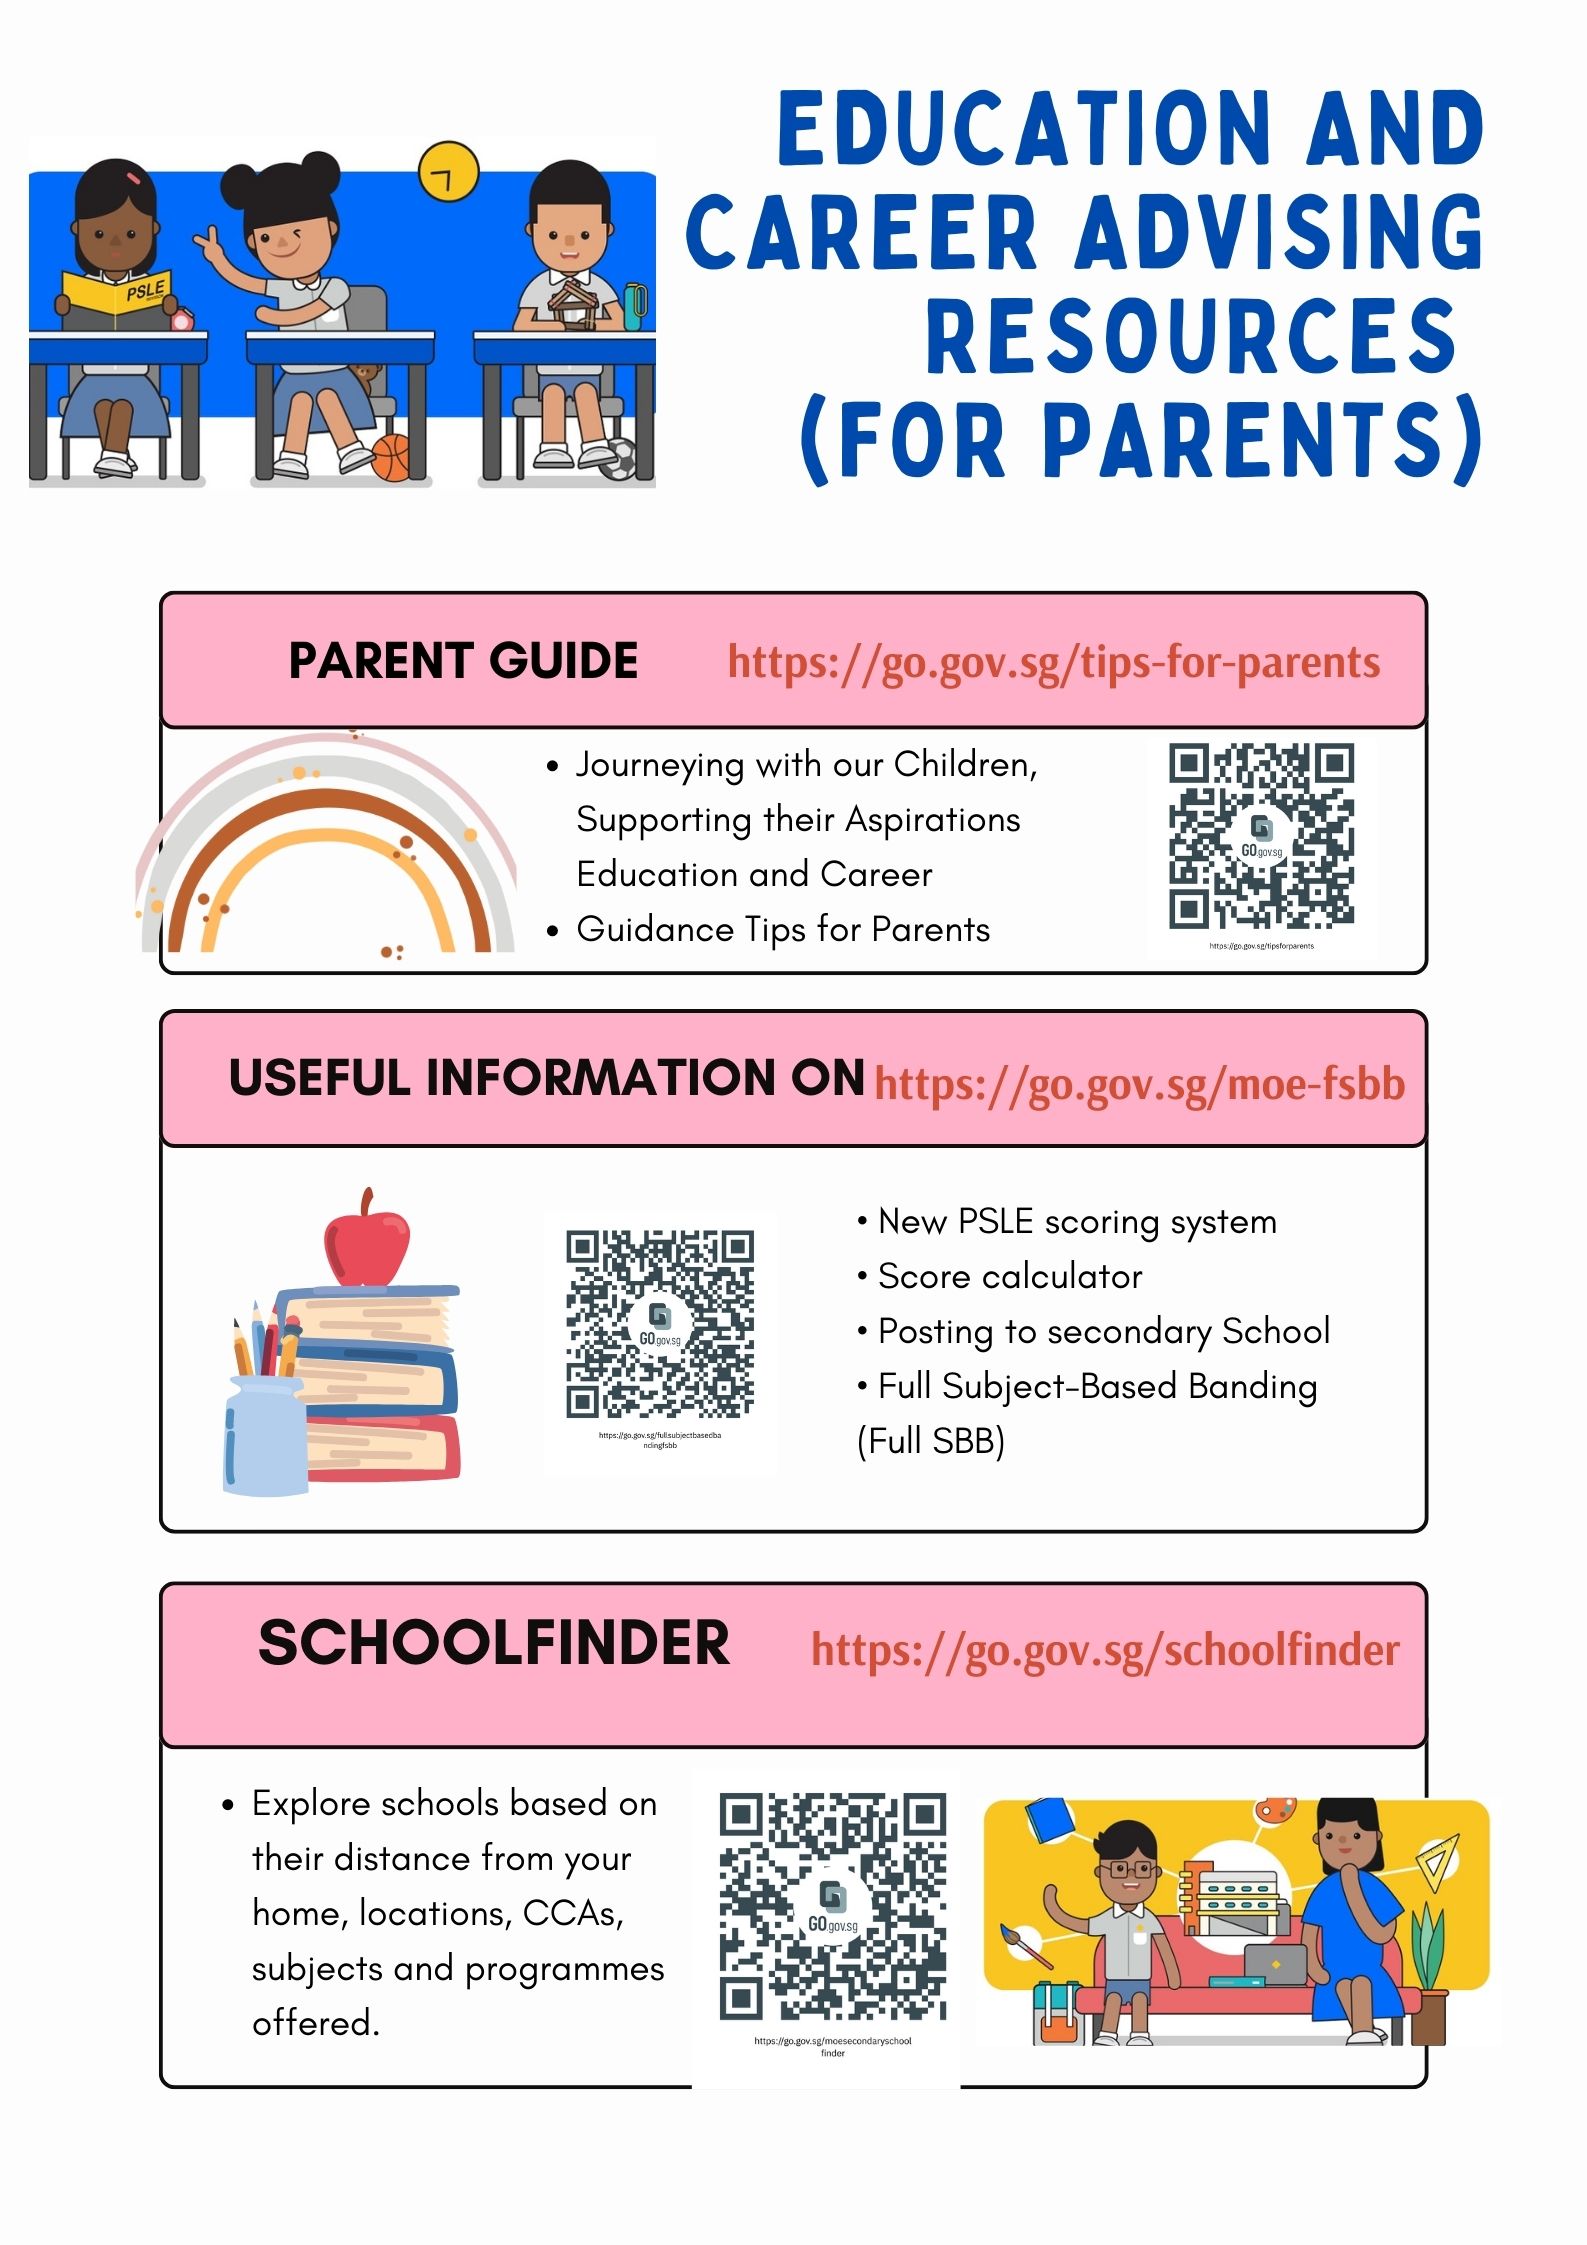 EDUCATION AND
CAREER ADVISING
RESOURCES
(FOR PARENTS)
PSLE
PARENT GUIDE https://go.gov.sg/tips-for-parents
• Journeying with our Children,
Supporting their Aspirations
Education and Career
• Guidance Tips for Parents
GO.gov.sg
https://go.gov.sg/tipsforparents
USEFUL INFORMATION ON https://go.gov.sg/moe-fsbb
GO.gov.sg
https://go.gov.sg/fullsubjectbasedba
ndingfsbb
• New PSLE scoring system
• Score calculator
• Posting to secondary School
• Full Subject-Based Banding
(Full SBB)
SCHOOLFINDER https://go.gov.sg/schoolfinder
• Explore schools based on
their distance from your
home, locations, CCAs,
subjects and programmes
offered.
GO.gov.sg
https://go.gov.sg/moesecondaryschool
finder